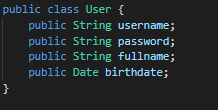 public class User {
    public String username;
    public String password;
    public String fullname;
    public Date birthdate;
}